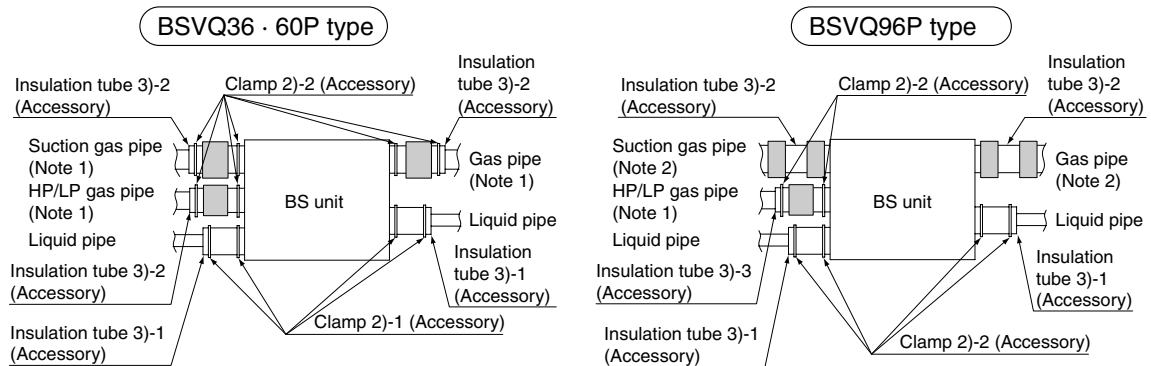 BSVQ36 · 60P type
Insulation tube 3)-2
(Accessory)
Clamp 2)-2 (Accessory)
Insulation
tube 3)-2
(Accessory)
Suction gas pipe
(Note 1)
HP/LP gas pipe
(Note 1)
Liquid pipe
BS unit
Gas pipe
(Note 1)
Liquid pipe
Insulation tube 3)-2
(Accessory)
Insulation
tube 3)-1
(Accessory)
Insulation tube 3)-1
(Accessory)
Clamp 2)-1 (Accessory)
BSVQ96P type
Insulation tube 3)-2
(Accessory)
Clamp 2)-2 (Accessory)
Insulation
tube 3)-2
(Accessory)
Suction gas pipe
(Note 2)
HP/LP gas pipe
(Note 1)
Liquid pipe
BS unit
Gas pipe
(Note 2)
Liquid pipe
Insulation tube 3)-3
(Accessory)
Insulation
tube 3)-1
(Accessory)
Insulation tube 3)-1
(Accessory)
Clamp 2)-2 (Accessory)